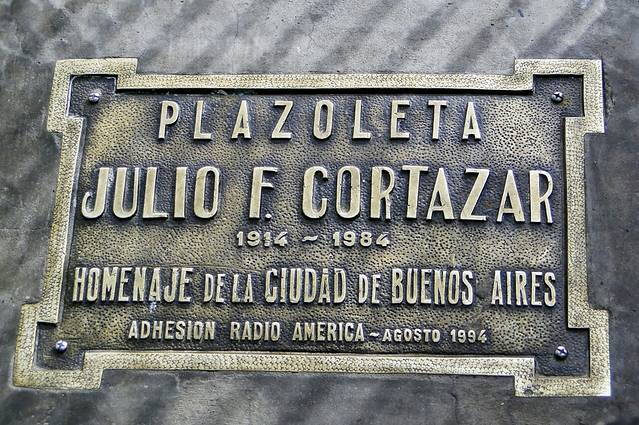 PLAZOLETA
JULIO F. CORTAZAR
1914 ~ 1984
HOMENAJE DE LA CIUDAD DE BUENOS AIRES
ADHESION RADIO AMERICA ~ AGOSTO 1994